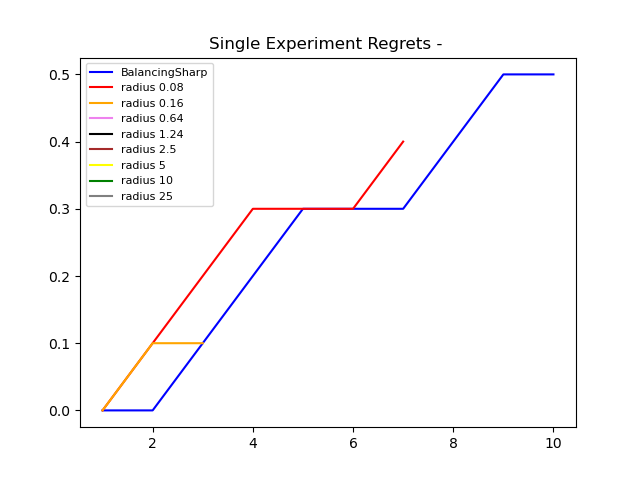 Single Experiment Regrets -
BalancingSharp
radius 0.08
radius 0.16
radius 0.64
radius 1.24
radius 2.5
radius 5
radius 10
radius 25
0.5
0.4
0.3
0.2
0.1
0.0
2 4 6 8 10